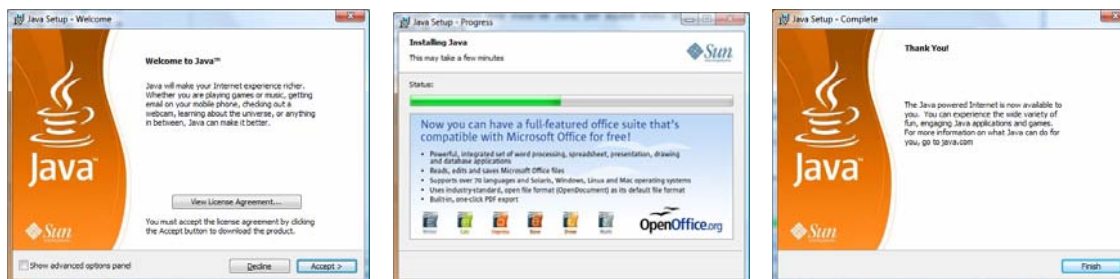 Java Setup - Welcome
Welcome to Java™
Java will make your Internet experience richer.
Whether you are playing games or music, getting
email on your mobile phone, checking out a
webcam, learning about the universe, or anything
in between, Java can make it better.
Java™
View License Agreement...
You must accept the license agreement by clicking
the Accept button to download the product.
Sun
Show advanced options panel
Decline
Accept >
Java Setup - Progress
Installing Java
This may take a few minutes
Sun
Status:
Now you can have a full-featured office suite that's
compatible with Microsoft Office for free!
• Powerful, integrated set of word processing, spreadsheet, presentation, drawing
and database applications
• Reads, edits and saves Microsoft Office files
• Supports over 70 languages and Solaris, Windows, Linux and Mac operating systems
• Uses industry-standard, open file format (OpenDocument) as its default file format
• Built-in, one-click PDF export
OpenOffice.org
Java Setup - Complete
Thank You!
The Java powered Internet is now available to
you. You can experience the wide variety of
fun, engaging Java applications and games.
For more information on what Java can do for
you, go to java.com
Java™
Sun
Finish